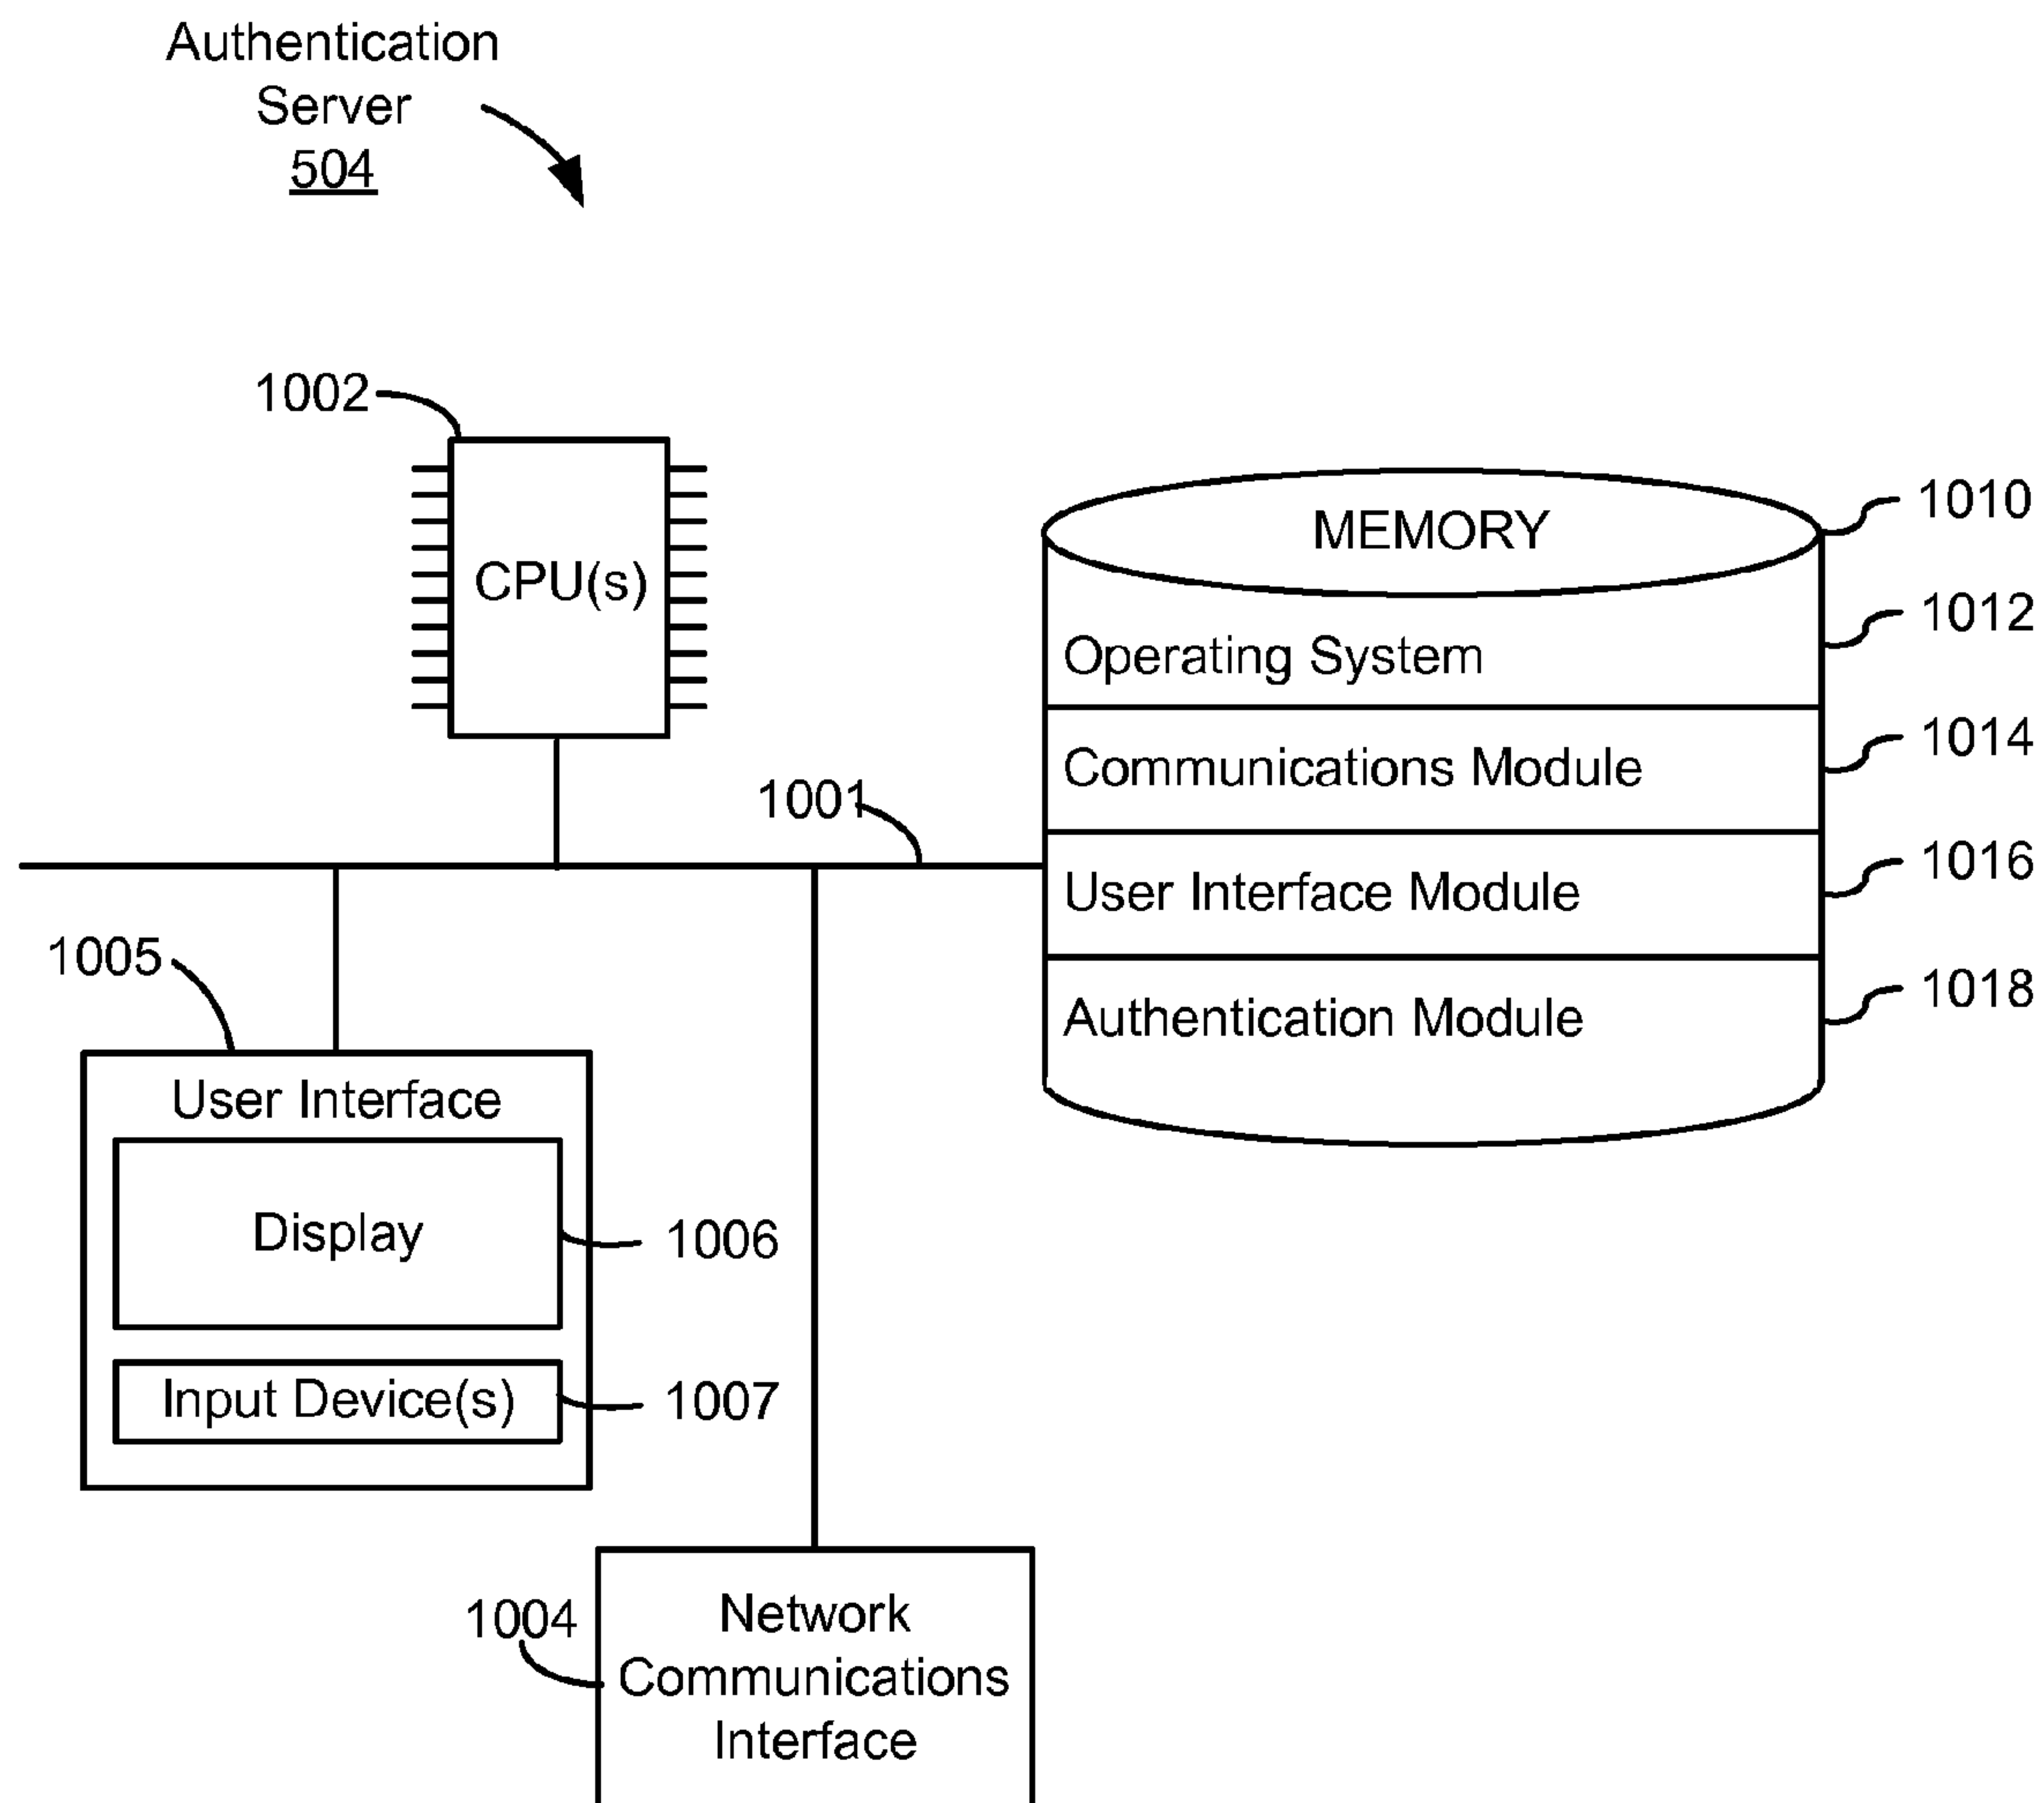 Authentication
Server
504
1002
CPU(s)
MEMORY
1010
Operating System
1012
Communications Module
1014
1001
User Interface Module
1016
Authentication Module
1018
1005
User Interface
Display
1006
Input Device(s)
1007
1004
Network
Communications
Interface